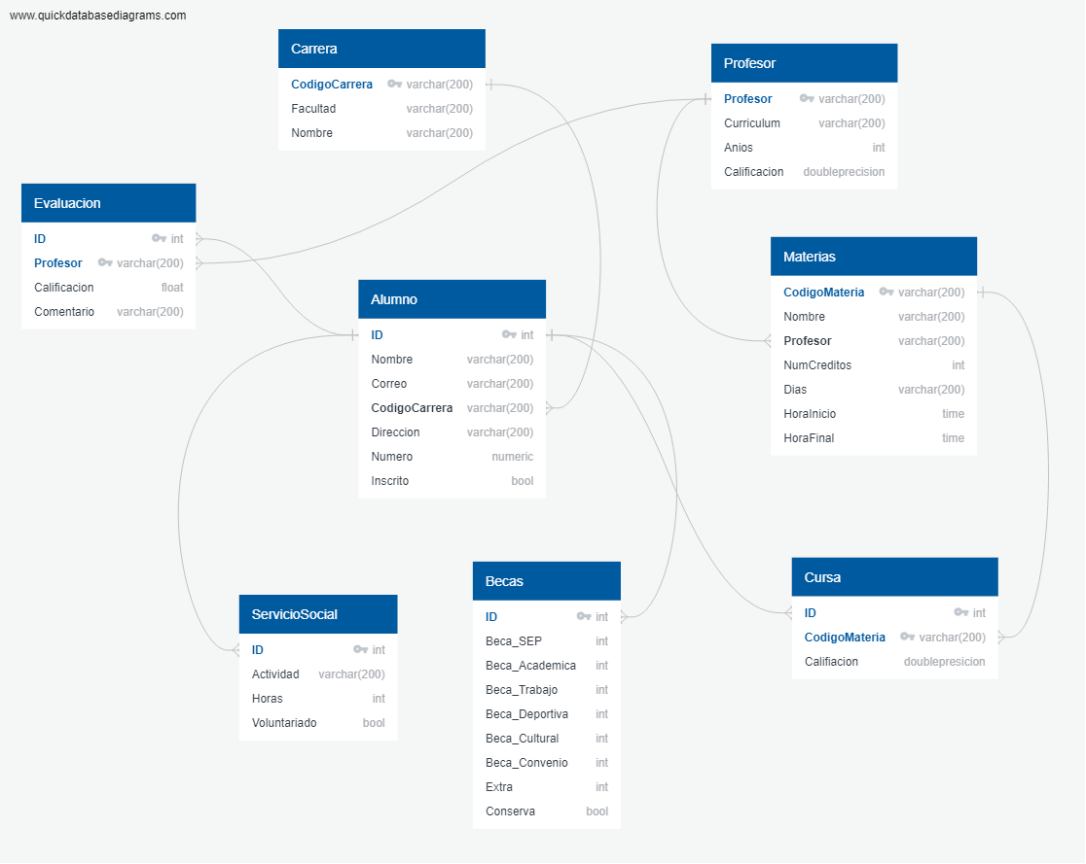 www.quickdatabasediagrams.com
Carrera
CodigoCarrera varchar(200)
Facultad varchar(200)
Nombre varchar(200)
Profesor
Profesor varchar(200)
Curriculum varchar(200)
Anios int
Calificacion doubleprecision
Evaluacion
ID int
Profesor varchar(200)
Calificacion float
Comentario varchar(200)
Alumno
ID int
Nombre varchar(200)
Correo varchar(200)
CodigoCarrera varchar(200)
Direccion varchar(200)
Numero numeric
Inscrito bool
Materias
CodigoMateria varchar(200)
Nombre varchar(200)
Profesor varchar(200)
NumCreditos int
Dias varchar(200)
HoraInicio time
HoraFinal time
ServicioSocial
ID int
Actividad varchar(200)
Horas int
Voluntariado bool
Becas
ID int
Beca_SEP int
Beca_Academica int
Beca_Trabajo int
Beca_Deportiva int
Beca_Cultural int
Beca_Convenio int
Extra int
Conserva bool
Cursa
ID int
CodigoMateria varchar(200)
Califiacion doublepresicion